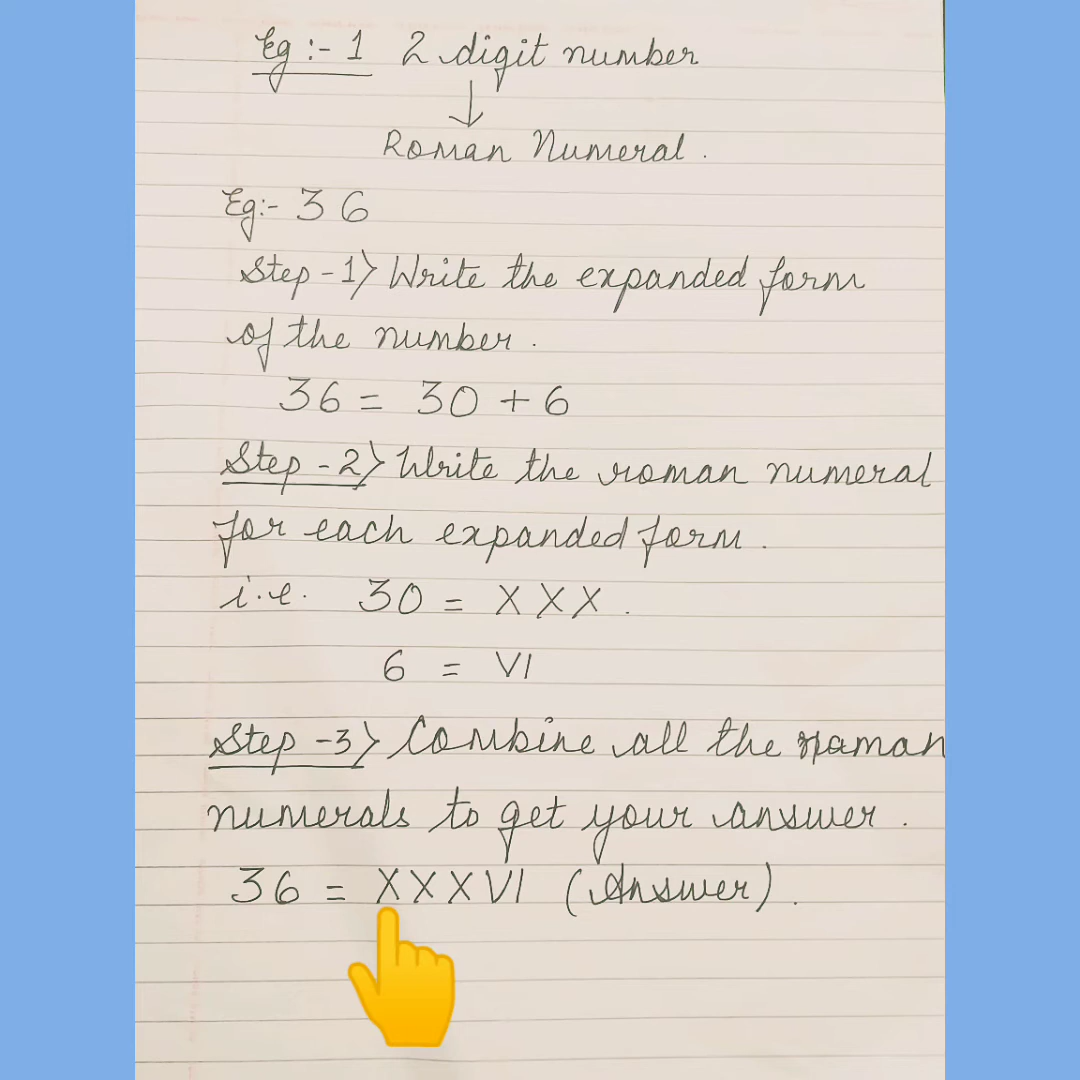 Eg :- 1 2 digit number
↓
Roman Numeral .
Eg:- 36
Step -1) Write the expanded form
of the number .
36 = 30 + 6
Step -2) Write the roman numeral
for each expanded form .
i.e. 30 = XXX .
6 = VI
Step -3) Combine all the roman
numerals to get your answer .
36 = XXXVI (Answer) .